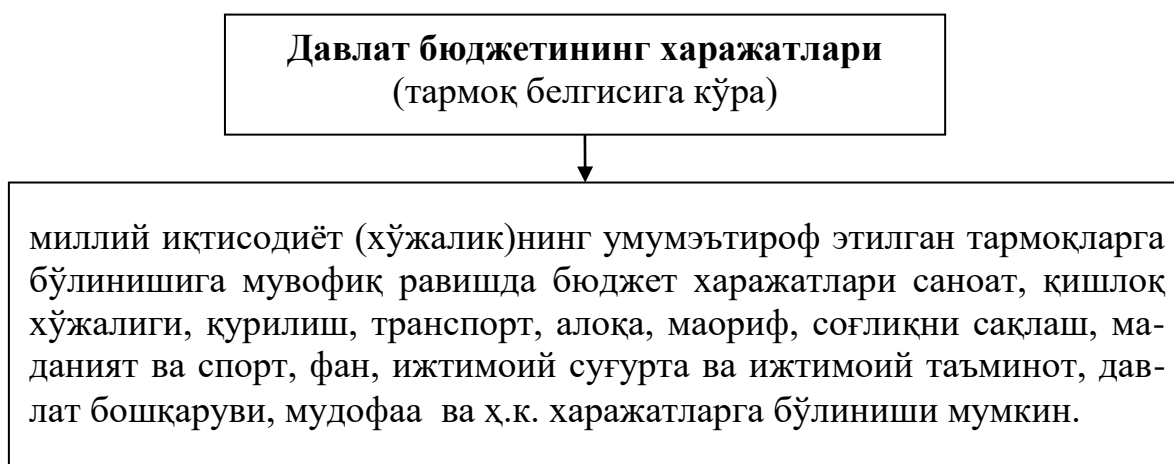 Давлат бюджетининг харажатлари
(тармоқ белгисига кўра)
миллий иқтисодиёт (хўжалик)нинг умумэътироф этилган тармоқларга
бўлинишига мувофиқ равишда бюджет харажатлари саноат, қишлоқ
хўжалиги, қурилиш, транспорт, алоқа, маориф, соғлиқни сақлаш, ма-
даният ва спорт, фан, ижтимоий суғурта ва ижтимоий таъминот, дав-
лат бошқаруви, мудофаа ва ҳ.к. харажатларга бўлиниши мумкин.